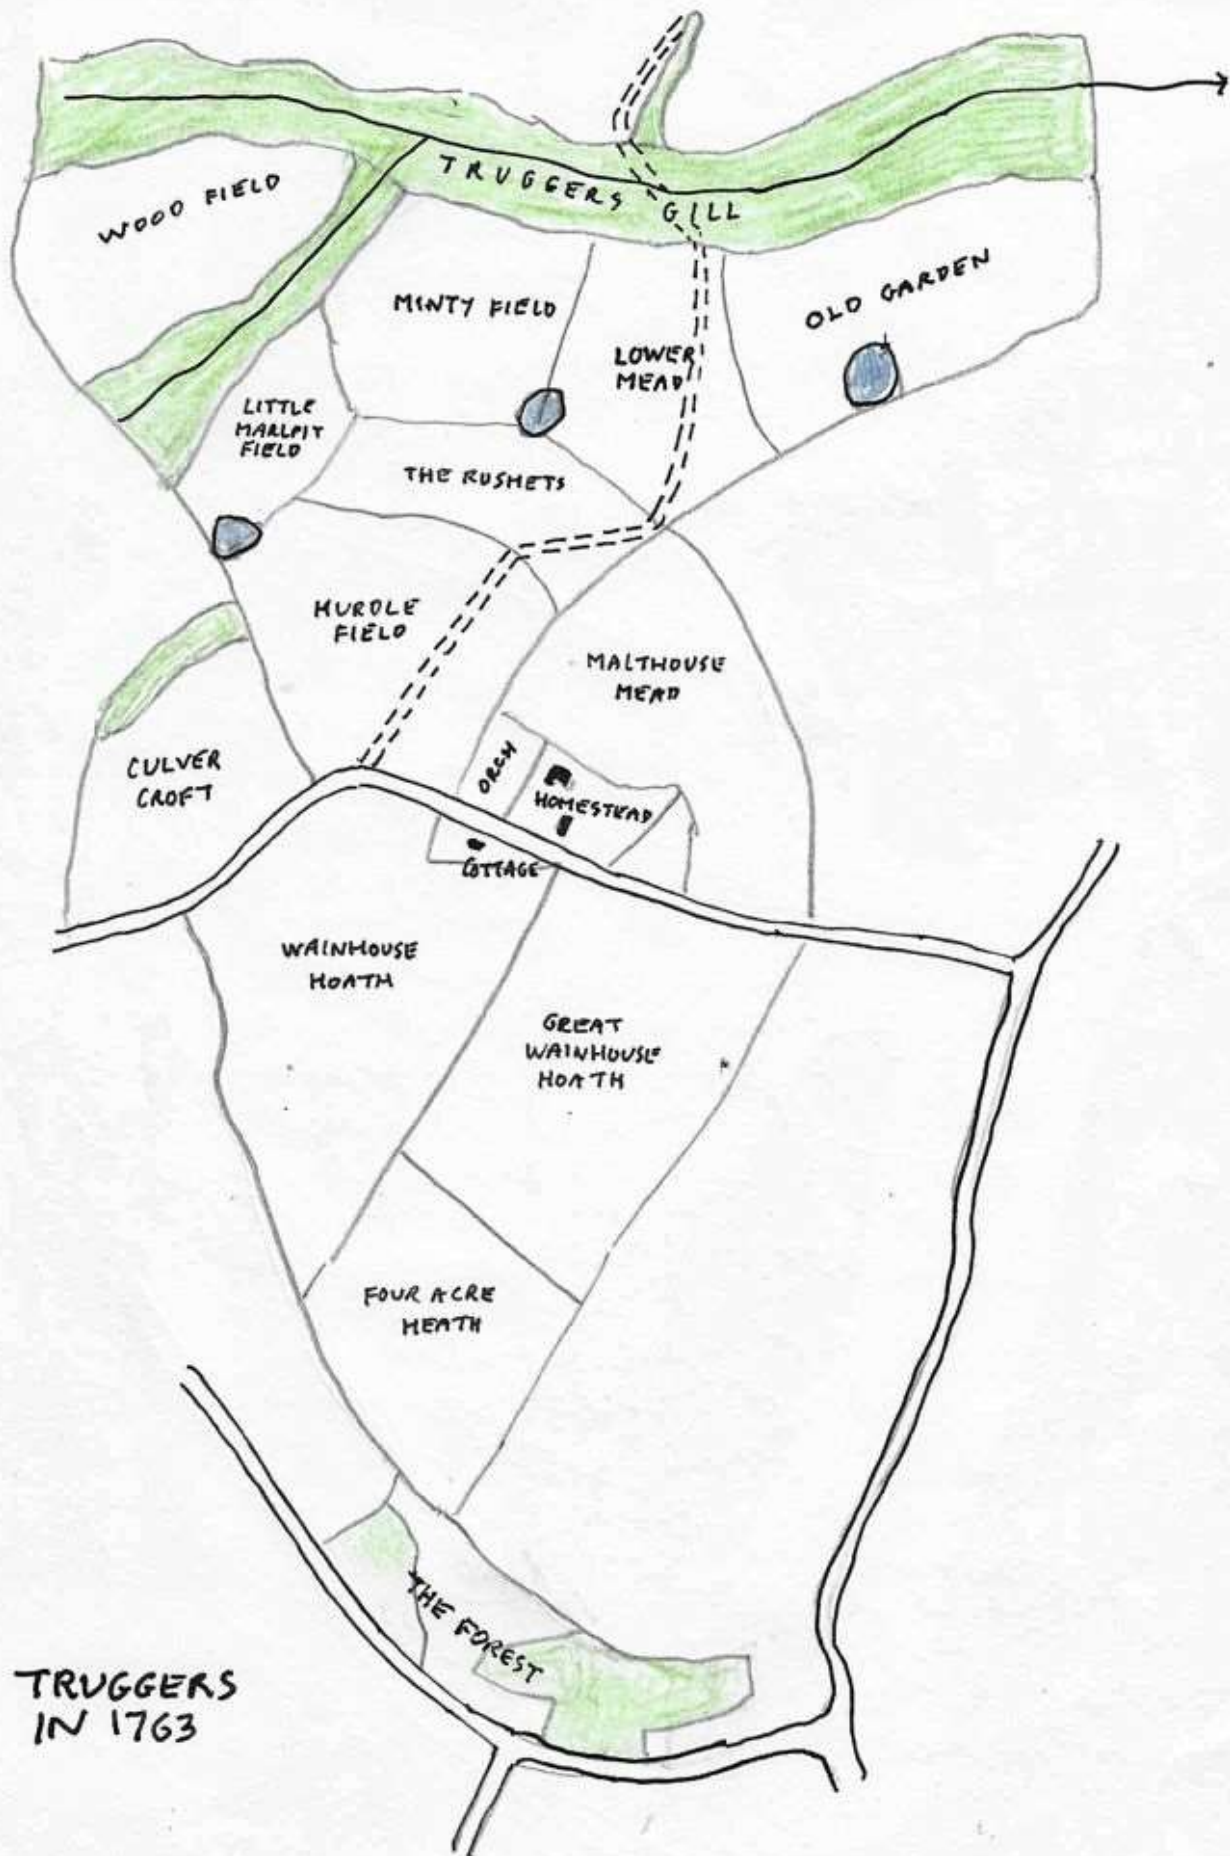 TRUGGERS GILL
WOOD FIELD
MINTY FIELD
OLD GARDEN
LOWER
MEAD
LITTLE
MARLPIT
FIELD
THE RUSHETS
HURDLE
FIELD
MALTHOUSE
MEAD
CULVER
CROFT
ORCH
HOMESTEAD
COTTAGE
WAINHOUSE
HOATH
GREAT
WAINHOUSE
HOATH
FOUR ACRE
HEATH
THE FOREST
TRUGGERS
IN 1763